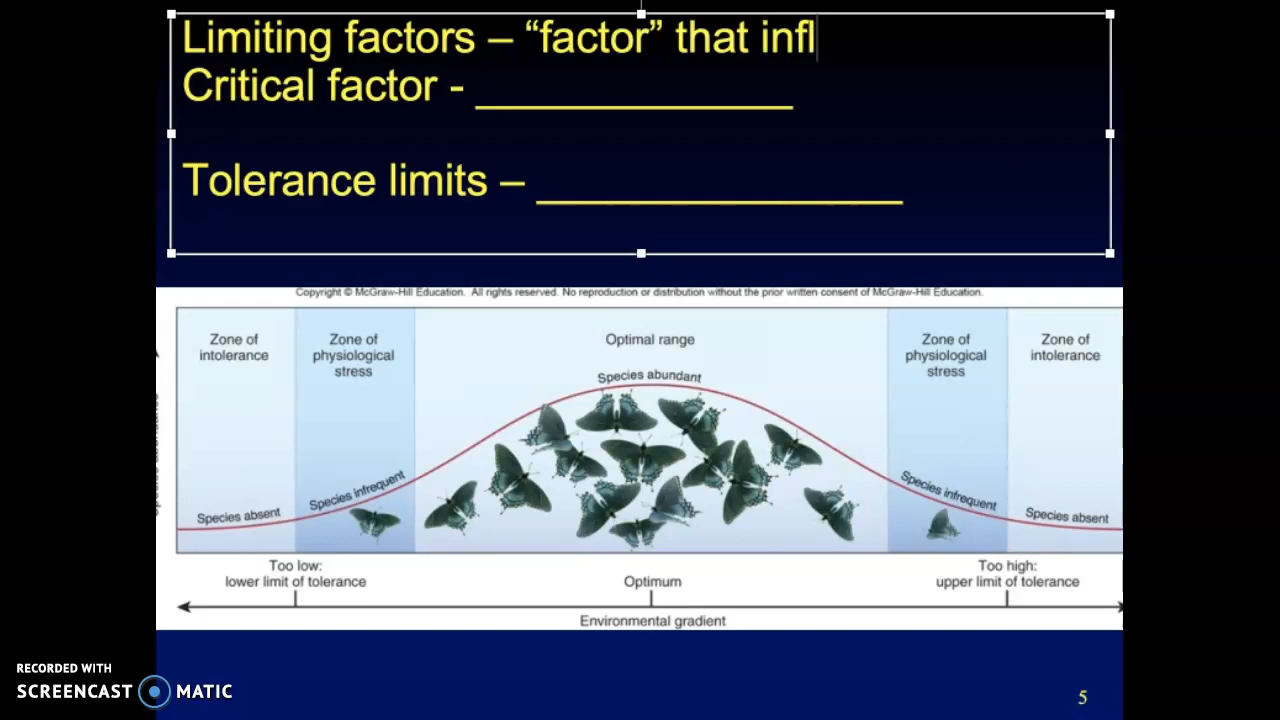 Limiting factors – “factor” that infl
Critical factor - ______________
Tolerance limits – ________________
Copyright © McGraw-Hill Education. All rights reserved. No reproduction or distribution without the prior written consent of McGraw-Hill Education.
Zone of
intolerance
Zone of
physiological
stress
Optimal range
Zone of
physiological
stress
Zone of
intolerance
Species abundant
Species infrequent
Species infrequent
Species absent
Species absent
Too low:
lower limit of tolerance
Optimum
Too high:
upper limit of tolerance
Environmental gradient
RECORDED WITH
SCREENCAST MATIC
5